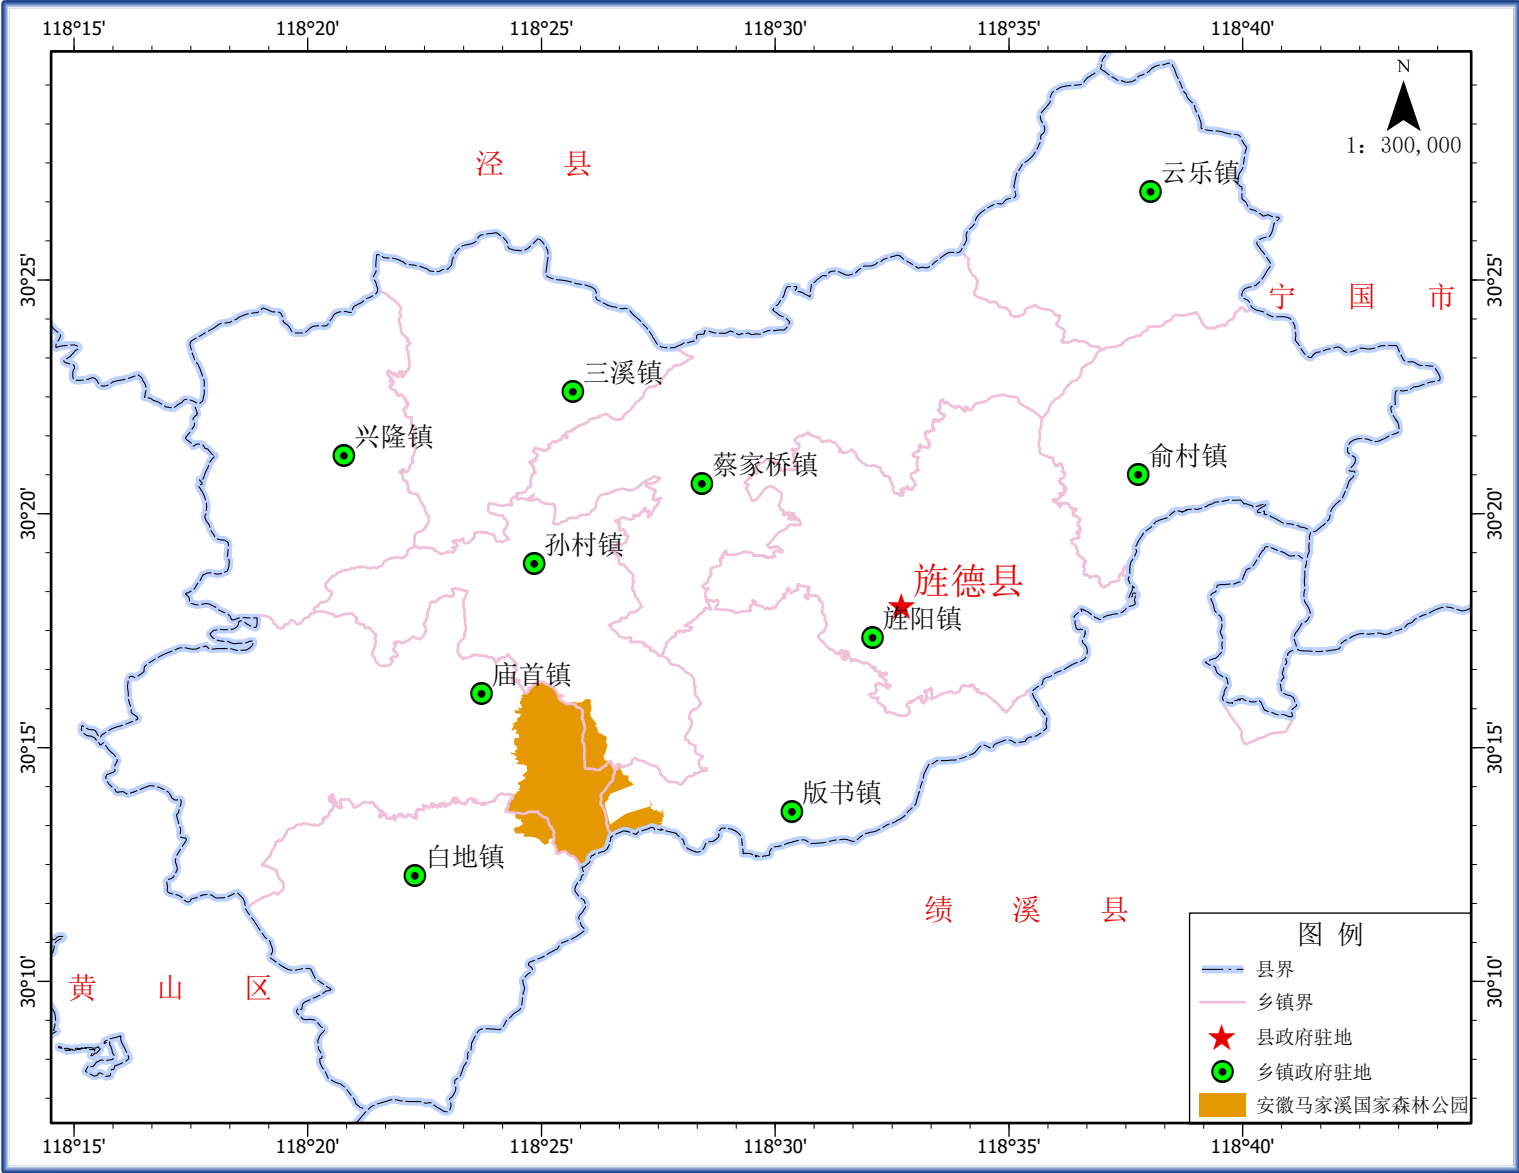 118°15' 118°20' 118°25' 118°30' 118°35' 118°40'
N
1: 300,000
泾 县
云乐镇
30°25'
30°25'
宁 国 市
三溪镇
兴隆镇
蔡家桥镇
俞村镇
30°20'
30°20'
孙村镇
旌德县
旌阳镇
庙首镇
30°15'
30°15'
版书镇
白地镇
绩 溪 县
黄 山 区
30°10'
30°10'
图 例
县界
乡镇界
县政府驻地
乡镇政府驻地
安徽马家溪国家森林公园
118°15' 118°20' 118°25' 118°30' 118°35' 118°40'